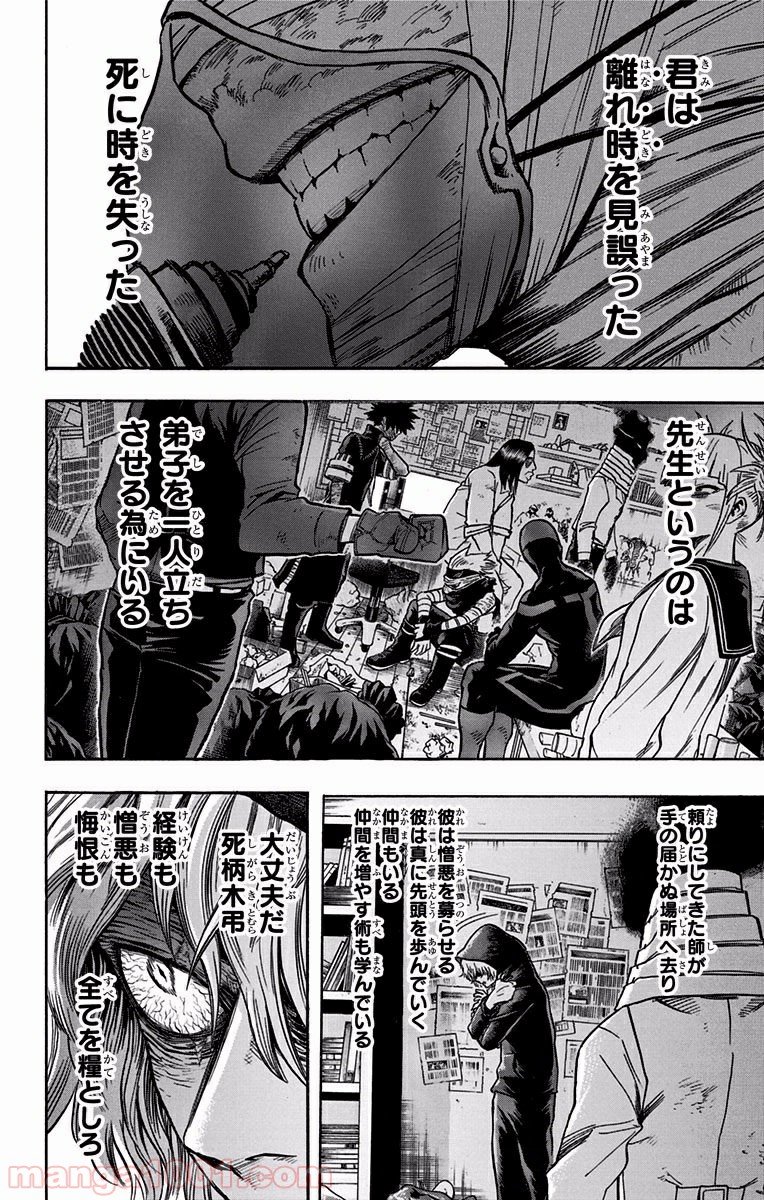 君は
離れ時を見誤った
死に時を失った
先生というのは
弟子を一人立ち
させる為にいる
頼りにしてきた師が
手の届かぬ場所へ去り
彼は憎悪を募らせる
彼は真に先頭を歩んでいく
仲間もいる
仲間を増やす術も学んでいる
大丈夫だ
死柄木弔
経験も
憎悪も
悔恨も
全てを糧としろ
manga1001.com